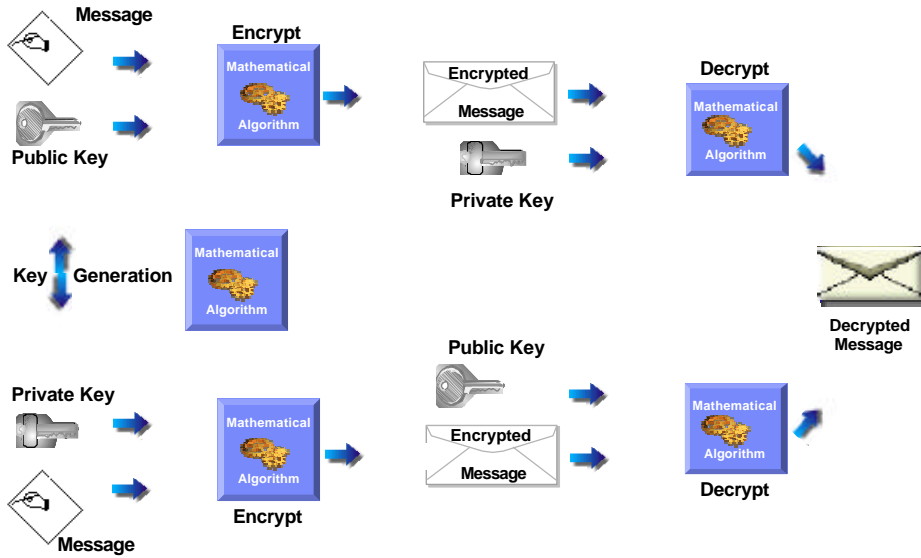 Message
Encrypt
Mathematical
Algorithm
Public Key
Encrypted
Message
Private Key
Decrypt
Mathematical
Algorithm
Key Generation
Mathematical
Algorithm
Decrypted
Message
Private Key
Message
Mathematical
Algorithm
Encrypt
Public Key
Encrypted
Message
Mathematical
Algorithm
Decrypt